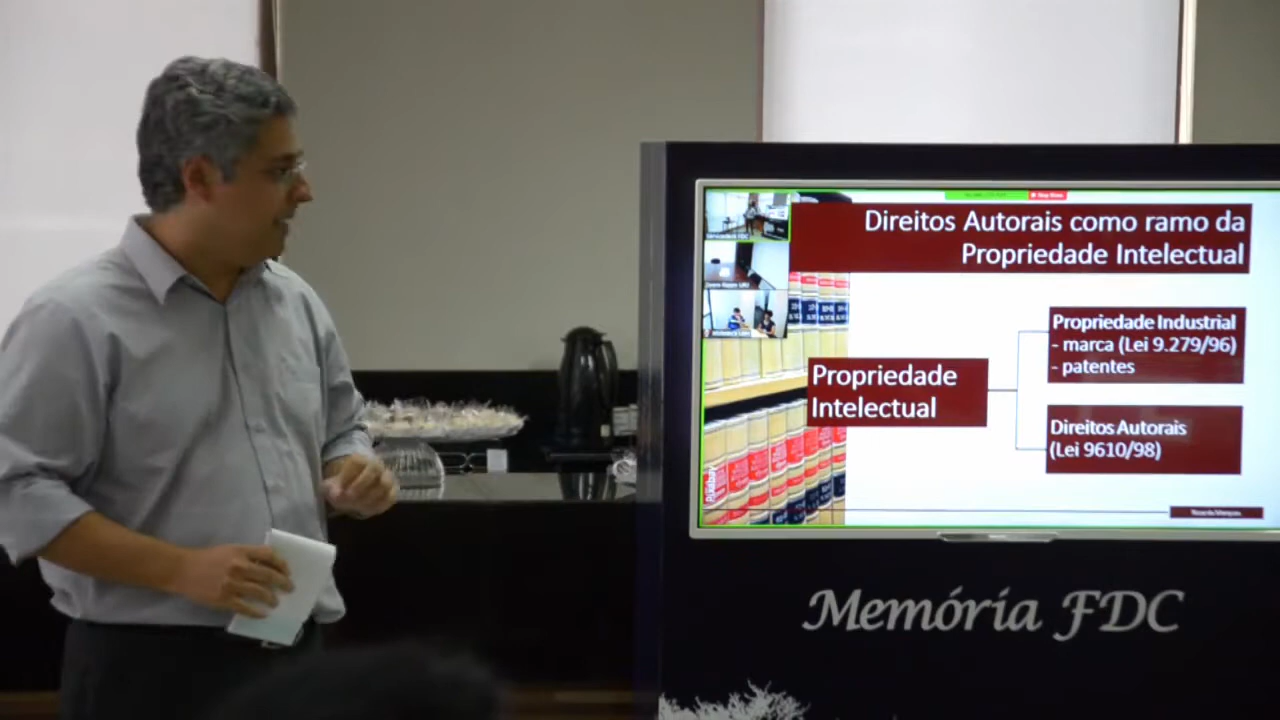 Direitos Autorais como ramo da
Propriedade Intelectual
Propriedade
Intelectual
Propriedade Industrial
- marca (Lei 9.279/96)
- patentes
Direitos Autorais
(Lei 9610/98)
Pixabay
Memória FDC